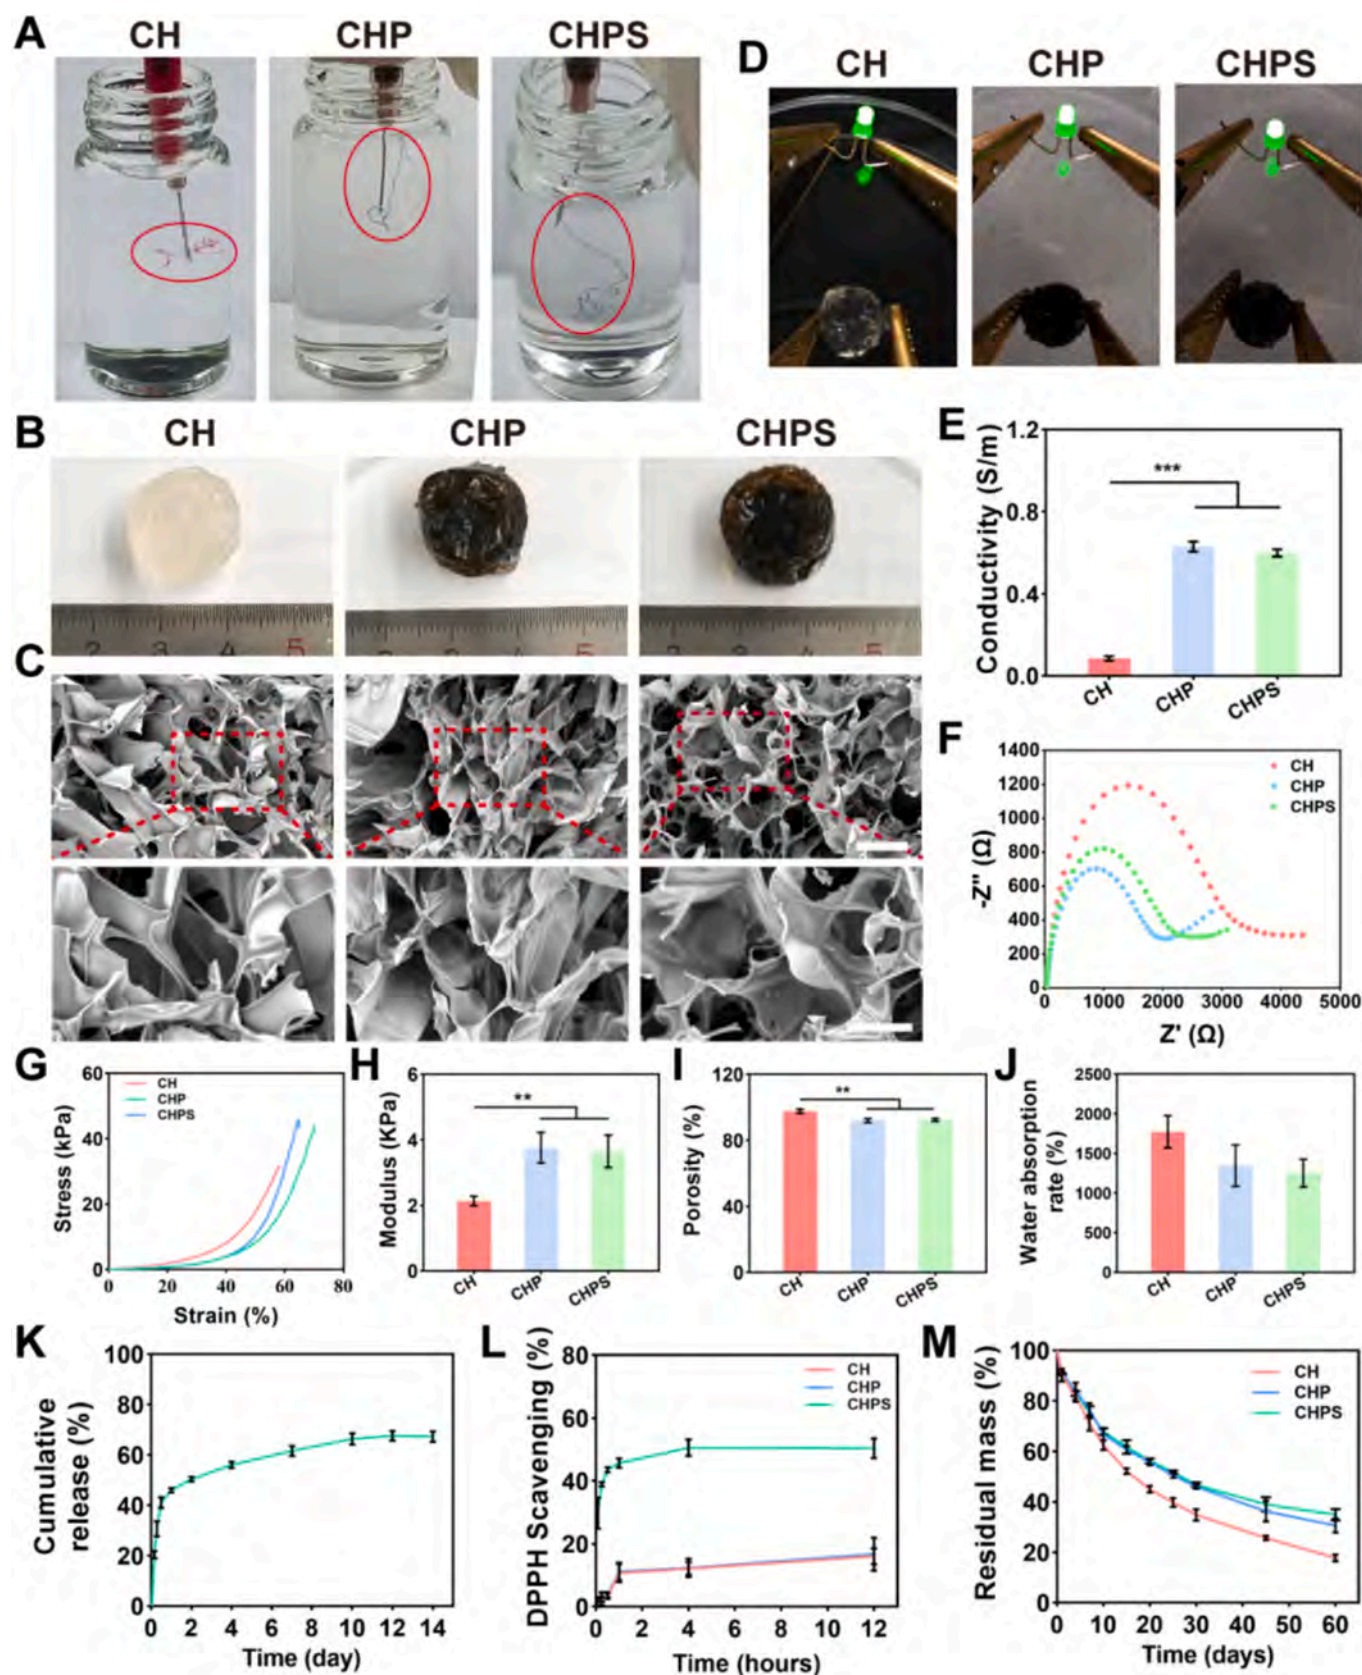 A
CH
CHP
CHPS
D
CH
CHP
CHPS
B
CH
CHP
CHPS
2 3 4 5
C
E
Conductivity (S/m)
1.2
0.8
0.4
0.0
***
CH
CHP
CHPS
F
-Z" (Ω)
1400
1200
1000
800
600
400
200
0
CH
CHP
CHPS
0 1000 2000 3000 4000 5000
Z' (Ω)
G
Stress (kPa)
60
40
20
0
CH
CHP
CHPS
0 20 40 60 80
Strain (%)
H
Modulus (KPa)
6
4
2
0
**
CH
CHP
CHPS
I
Porosity (%)
120
80
40
0
**
CH
CHP
CHPS
J
Water absorption
rate (%)
2500
2000
1500
1000
500
0
CH
CHP
CHPS
K
Cumulative
release (%)
100
80
60
40
20
0
0 2 4 6 8 10 12 14
Time (day)
L
DPPH Scavenging (%)
80
60
40
20
0
CH
CHP
CHPS
0 2 4 6 8 10 12
Time (hours)
M
Residual mass (%)
100
80
60
40
20
0
CH
CHP
CHPS
0 10 20 30 40 50 60
Time (days)